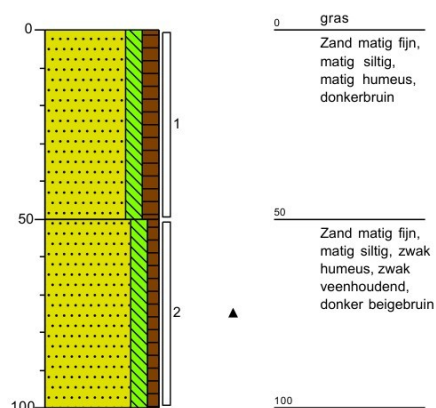 0
0
gras
Zand matig fijn,
matig siltig,
matig humeus,
donkerbruin
1
50
50
Zand matig fijn,
matig siltig, zwak
humeus, zwak
veenhoudend,
donker beigebruin
2
100
100